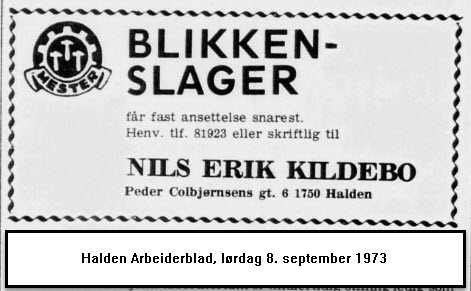 MESTER
BLIKKEN-
SLAGER
får fast ansettelse snarest.
Henv. tlf. 81923 eller skriftlig til
NILS ERIK KILDEBO
Peder Colbjørnsens gt. 6 1750 Halden
Halden Arbeiderblad, lørdag 8. september 1973